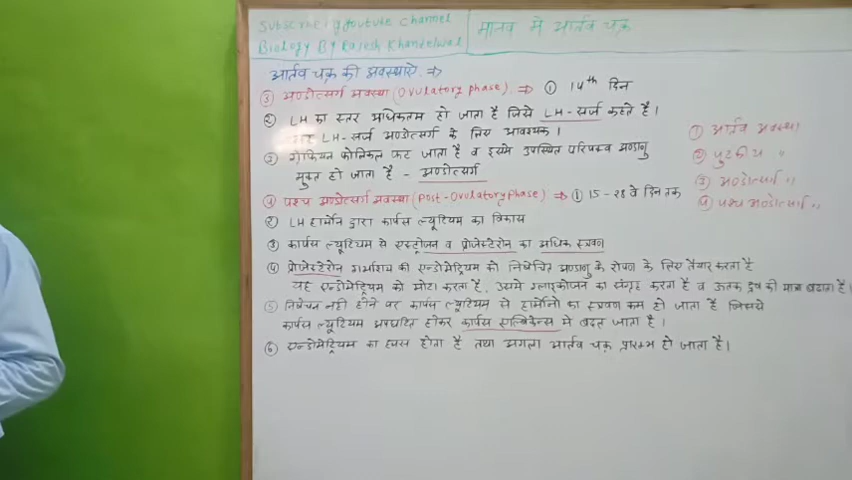 Subscribe my Youtube Channel
Biology By Rajesh Khandelwal
मानव में आर्तव चक्र
आर्तव चक्र की अवस्थाएं ⇒
③ अण्डोत्सर्ग अवस्था (Ovulatory phase) ⇒ ① 14th दिन
② LH का स्तर अधिकतम हो जाता है जिसे LH-सर्ज कहते है।
LH-सर्ज अण्डोत्सर्ग के लिए आवश्यक।
③ ग्राफियन फॉलिकल फट जाता है व इसमें उपस्थित परिपक्व अण्डाणु
मुक्त हो जाता है - अण्डोत्सर्ग
④ पश्च अण्डोत्सर्ग अवस्था (Post-Ovulatory phase) ⇒ ① 15-28 वे दिन तक
② LH हार्मोन द्वारा कार्पस ल्यूटियम का विकास
③ कार्पस ल्यूटियम से एस्ट्रोजन व प्रोजेस्टेरोन का अधिक स्त्रवण
④ प्रोजेस्टेरोन गर्भाशय की एन्डोमेट्रियम को निषेचित अण्डाणु के रोपण के लिए तैयार करता है
यह एन्डोमेट्रियम को मोटा करता है, उसमे ग्लाइकोजन का संग्रह करता है व ऊतक द्रव की मात्रा बढाता है।
⑤ निषेचन नही होने पर कार्पस ल्यूटियम से हार्मोनो का स्त्रवण कम हो जाता है जिससे
कार्पस ल्यूटियम अपघटित होकर कार्पस एल्बिकेन्स मे बदल जाता है।
⑥ एन्डोमेट्रियम का ह्रास होता है तथा अगला आर्तव चक्र प्रारम्भ हो जाता है।
① आर्तव अवस्था
② पुटकीय "
③ अण्डोत्सर्ग "
④ पश्च अण्डोत्सर्ग "